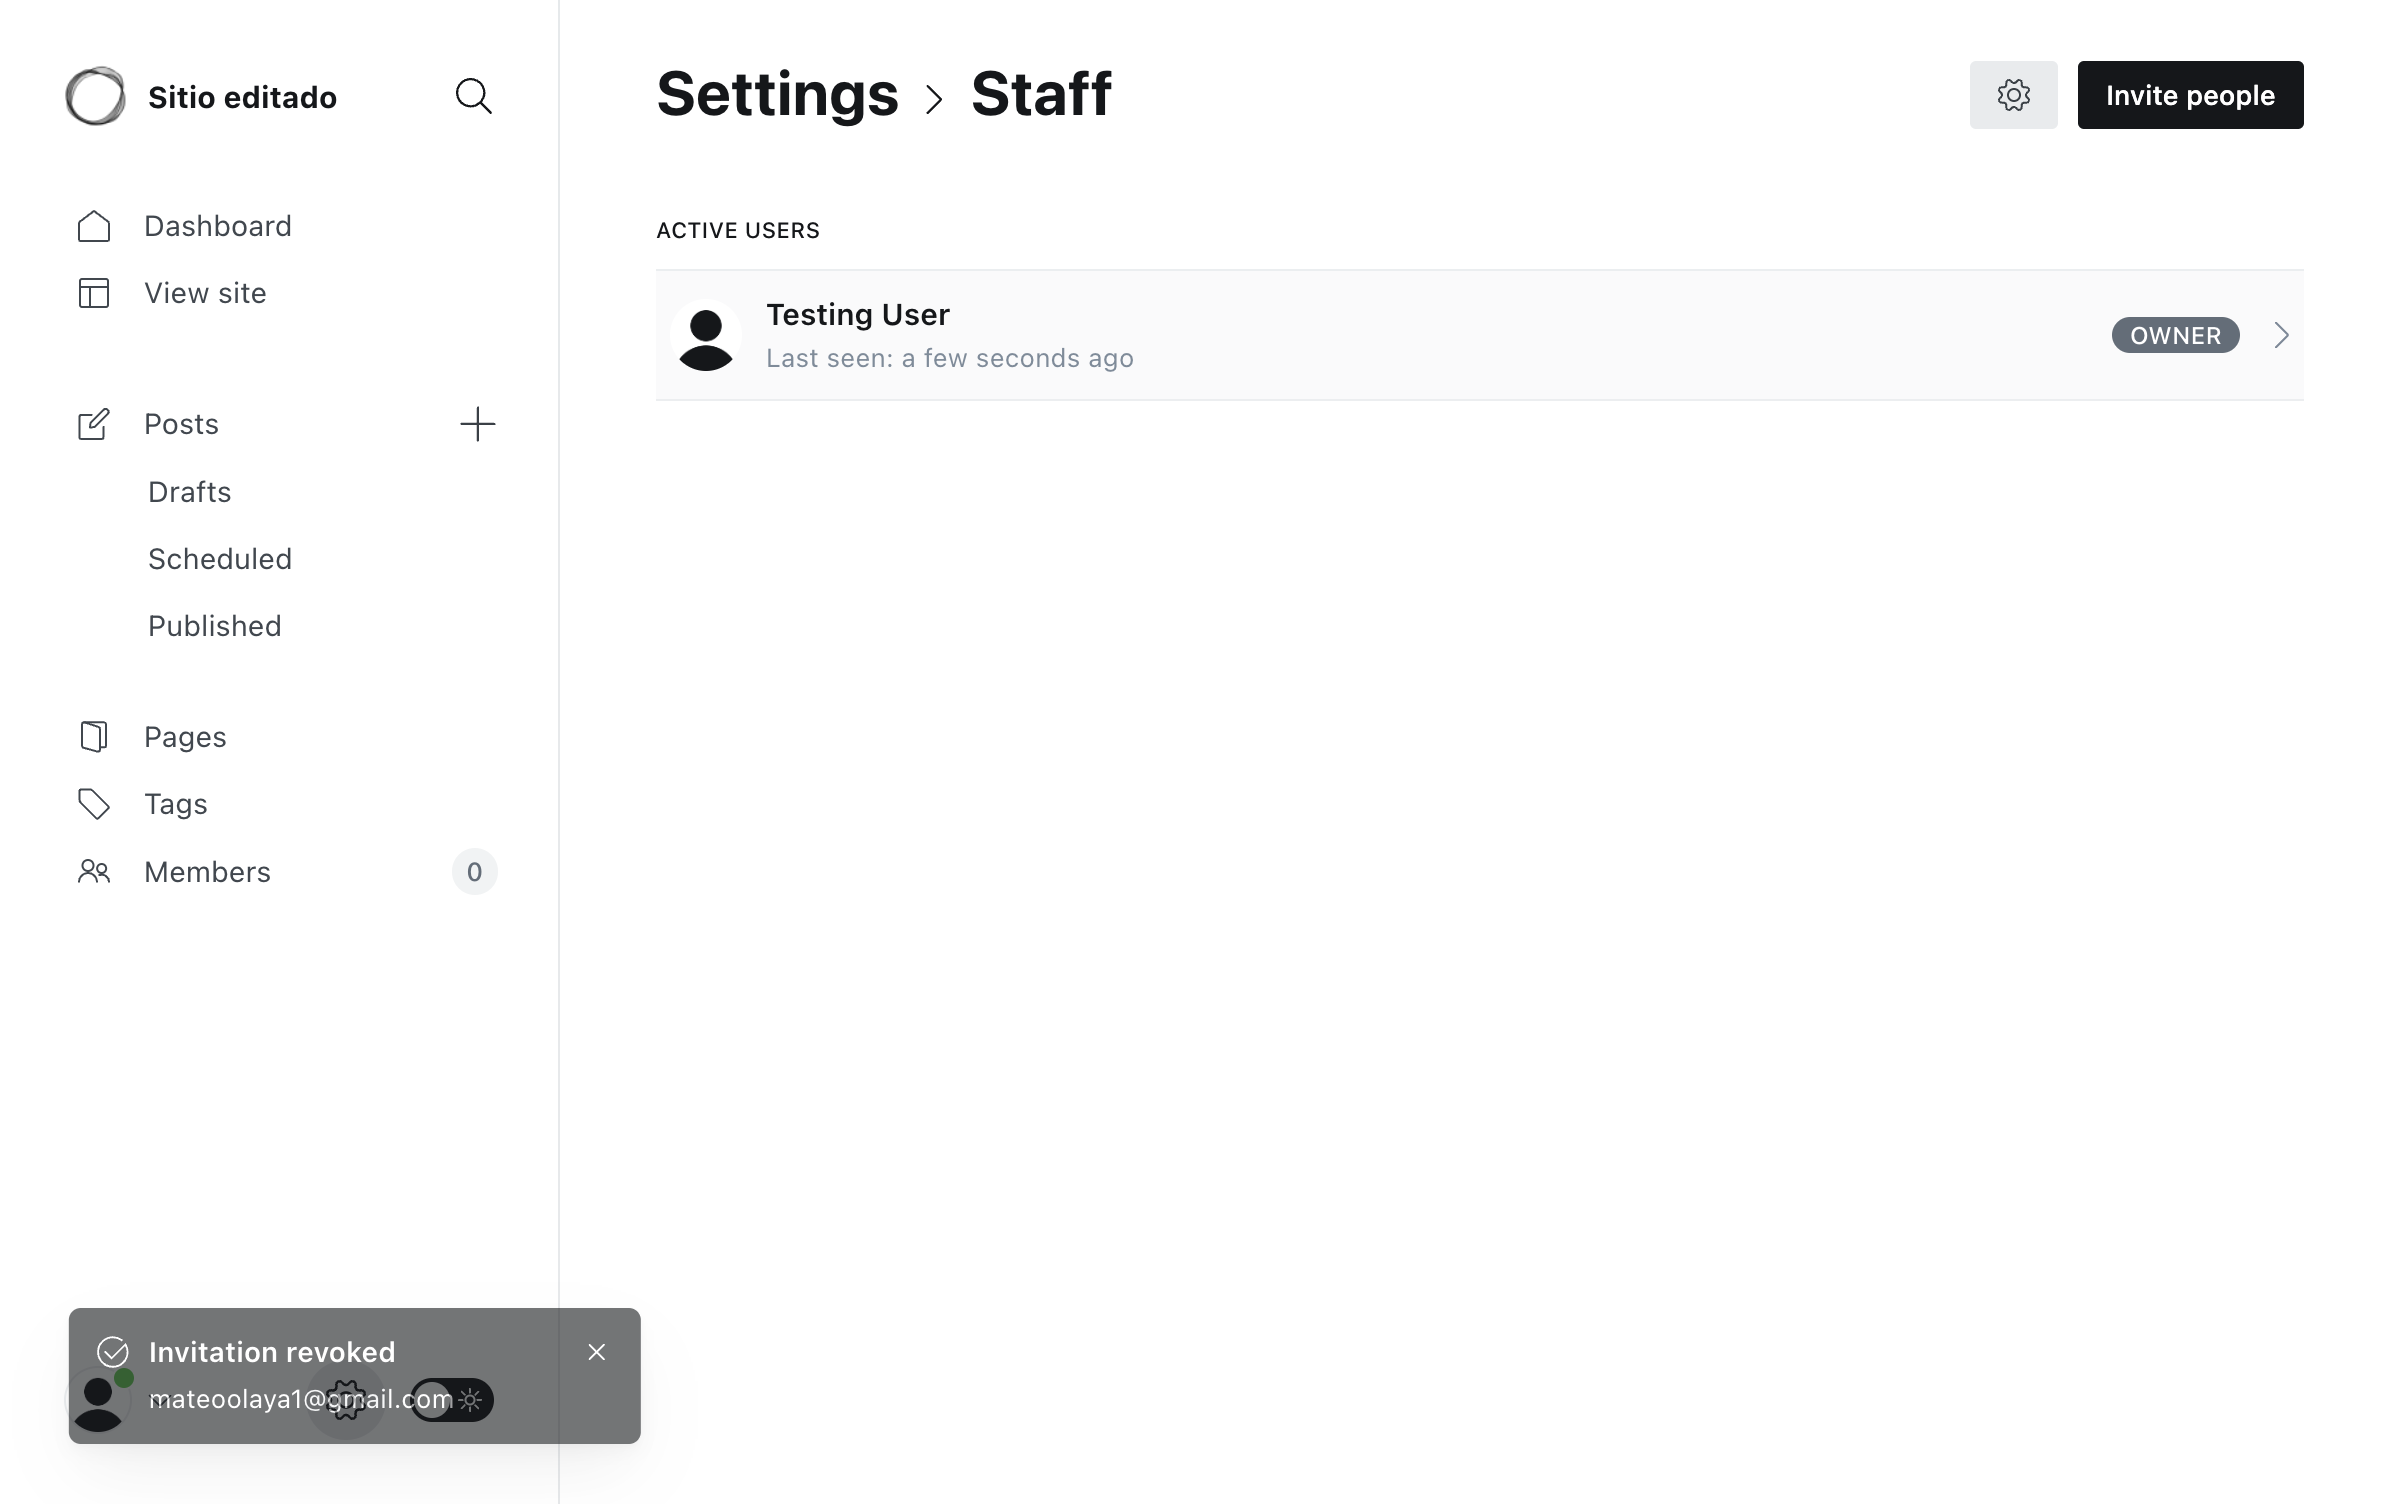 Sitio editado
Dashboard
View site
Posts
Drafts
Scheduled
Published
Pages
Tags
Members
0
Settings > Staff
Invite people
ACTIVE USERS
Testing User
Last seen: a few seconds ago
OWNER
Invitation revoked
mateoolaya1@gmail.com